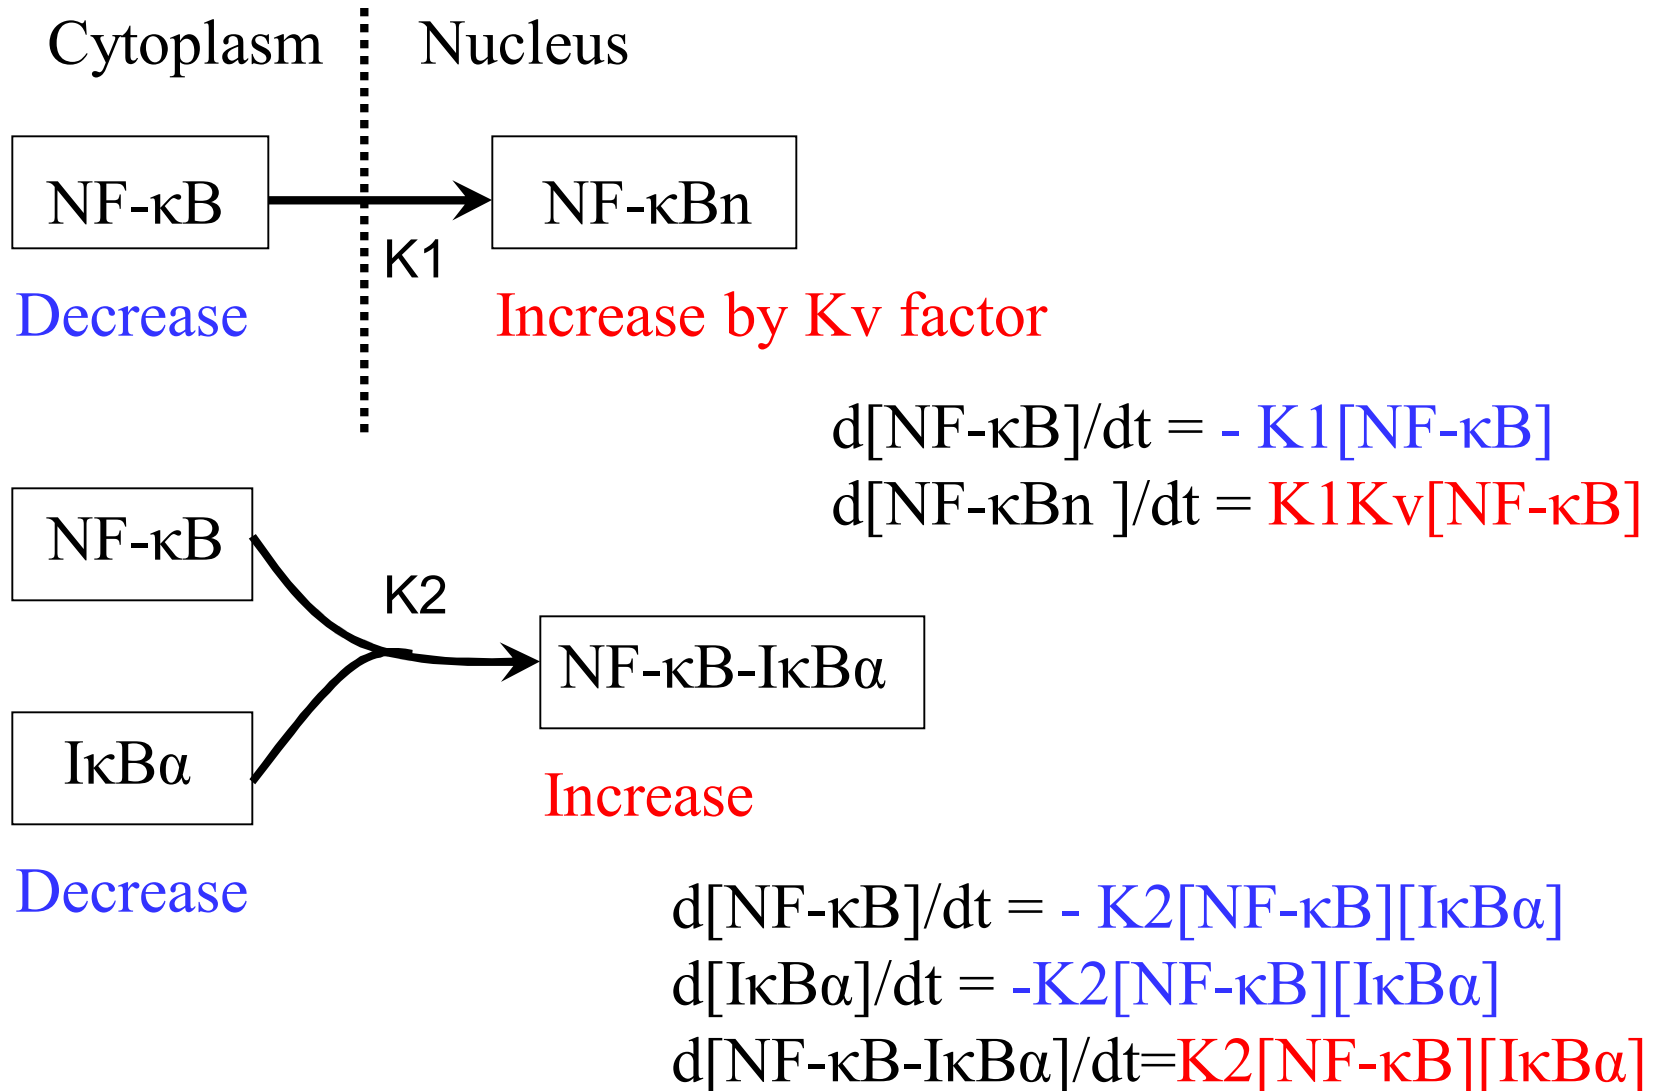 Cytoplasm Nucleus
NF-κB NF-κBn
K1
Decrease Increase by Kv factor
d[NF-κB]/dt = - K1[NF-κB]
d[NF-κBn ]/dt = K1Kv[NF-κB]
NF-κB
K2
NF-κB-IκBα
IκBα
Increase
Decrease
d[NF-κB]/dt = - K2[NF-κB][IκBα]
d[IκBα]/dt = -K2[NF-κB][IκBα]
d[NF-κB-IκBα]/dt=K2[NF-κB][IκBα]